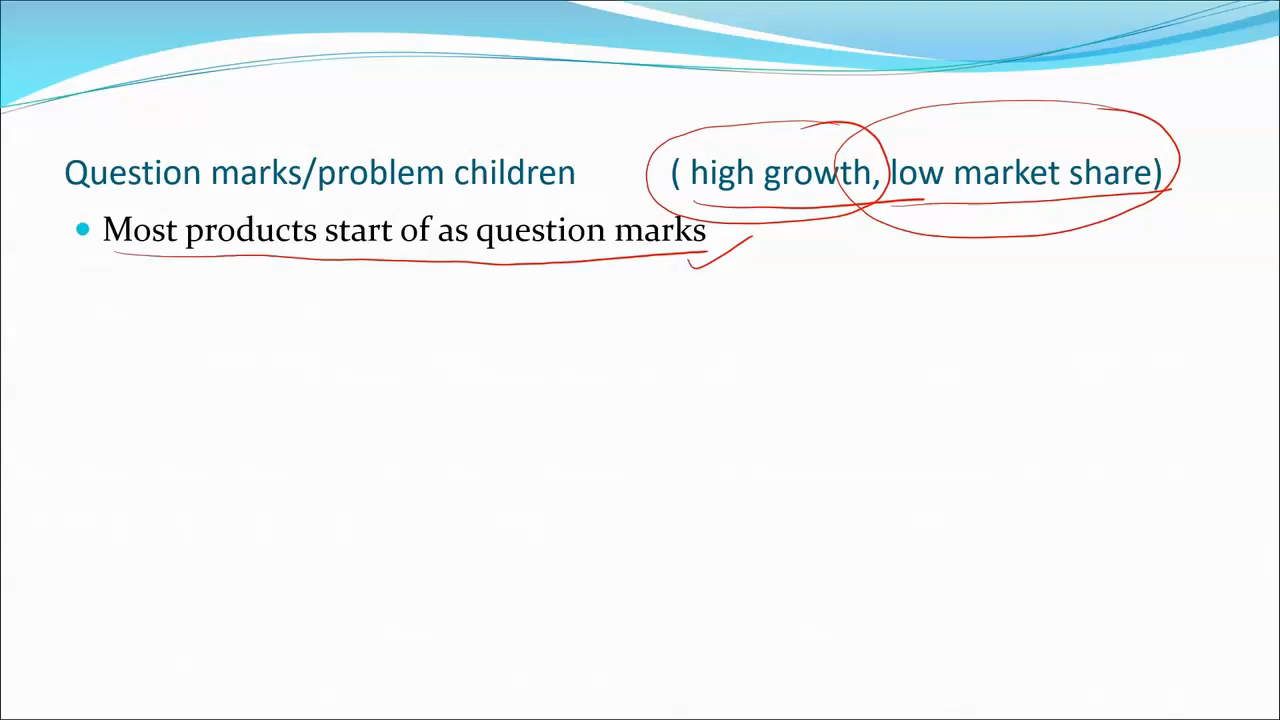 Question marks/problem children ( high growth, low market share)
• Most products start of as question marks